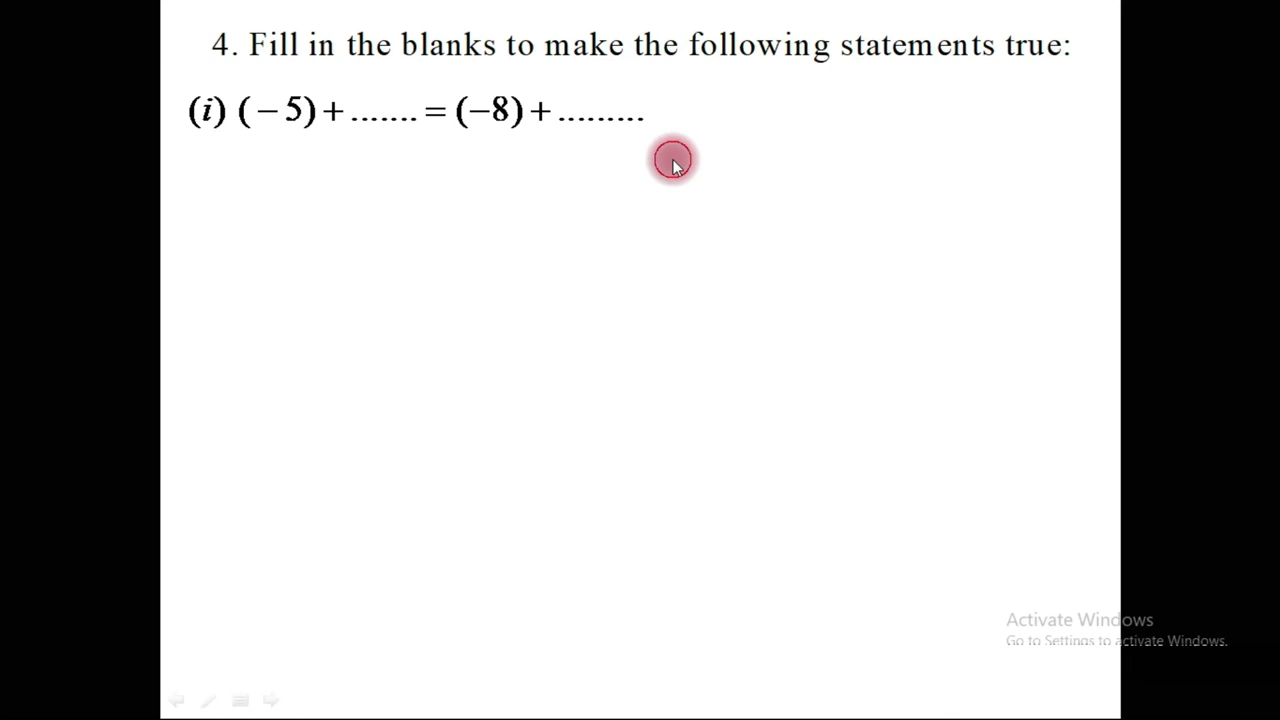 4. Fill in the blanks to make the following statements true:
(i) (−5)+.......=(−8)+.........
Activate Windows
Go to Settings to activate Windows.